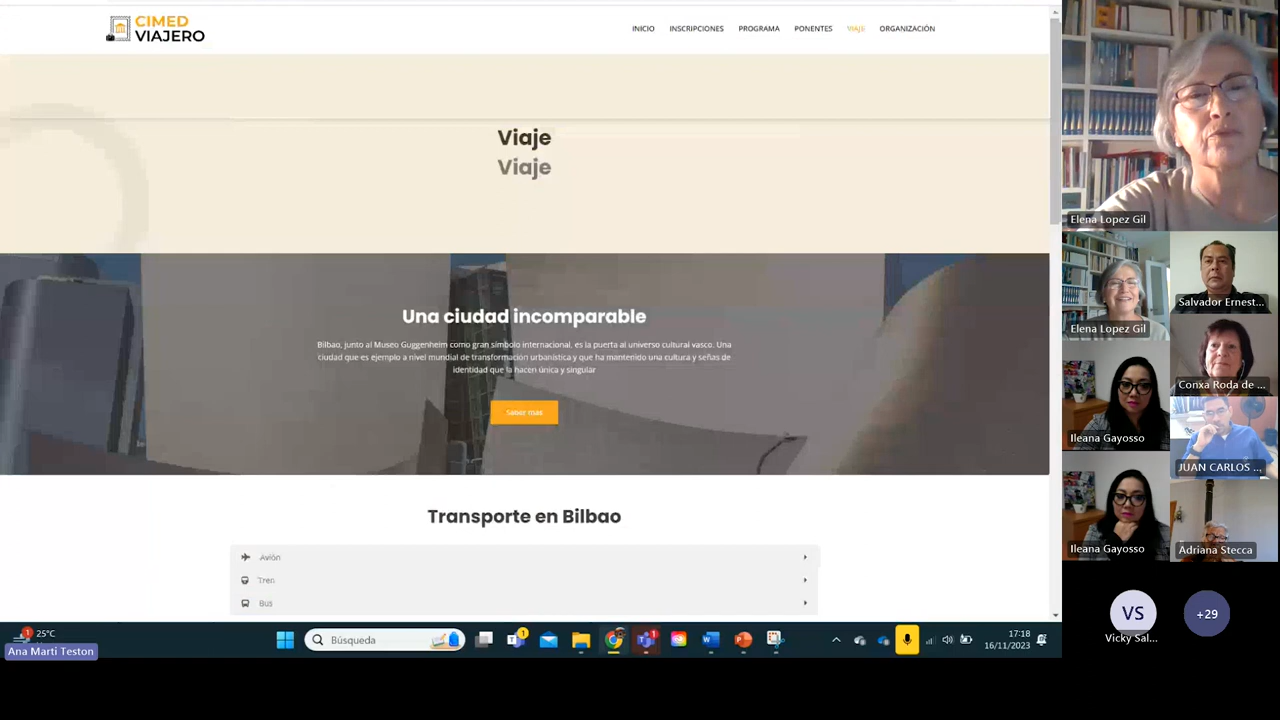 CIMED
VIAJERO
INICIO
INSCRIPCIONES
PROGRAMA
PONENTES
VIAJE
ORGANIZACIÓN
Viaje
Viaje
Una ciudad incomparable
Bilbao, junto al Museo Guggenheim como gran símbolo internacional, es la puerta al universo cultural vasco. Una
ciudad que es ejemplo a nivel mundial de transformación urbanística y que ha mantenido una cultura y señas de
identidad que la hacen única y singular
Saber más
Transporte en Bilbao
Avión
Tren
Bus
1
25°C
Ana Marti Teston
Búsqueda
1
1
17:18
16/11/2023
Elena Lopez Gil
Elena Lopez Gil
Salvador Ernest...
Ileana Gayosso
Conxa Roda de ...
JUAN CARLOS ...
Ileana Gayosso
Adriana Stecca
VS
Vicky Sal...
+29